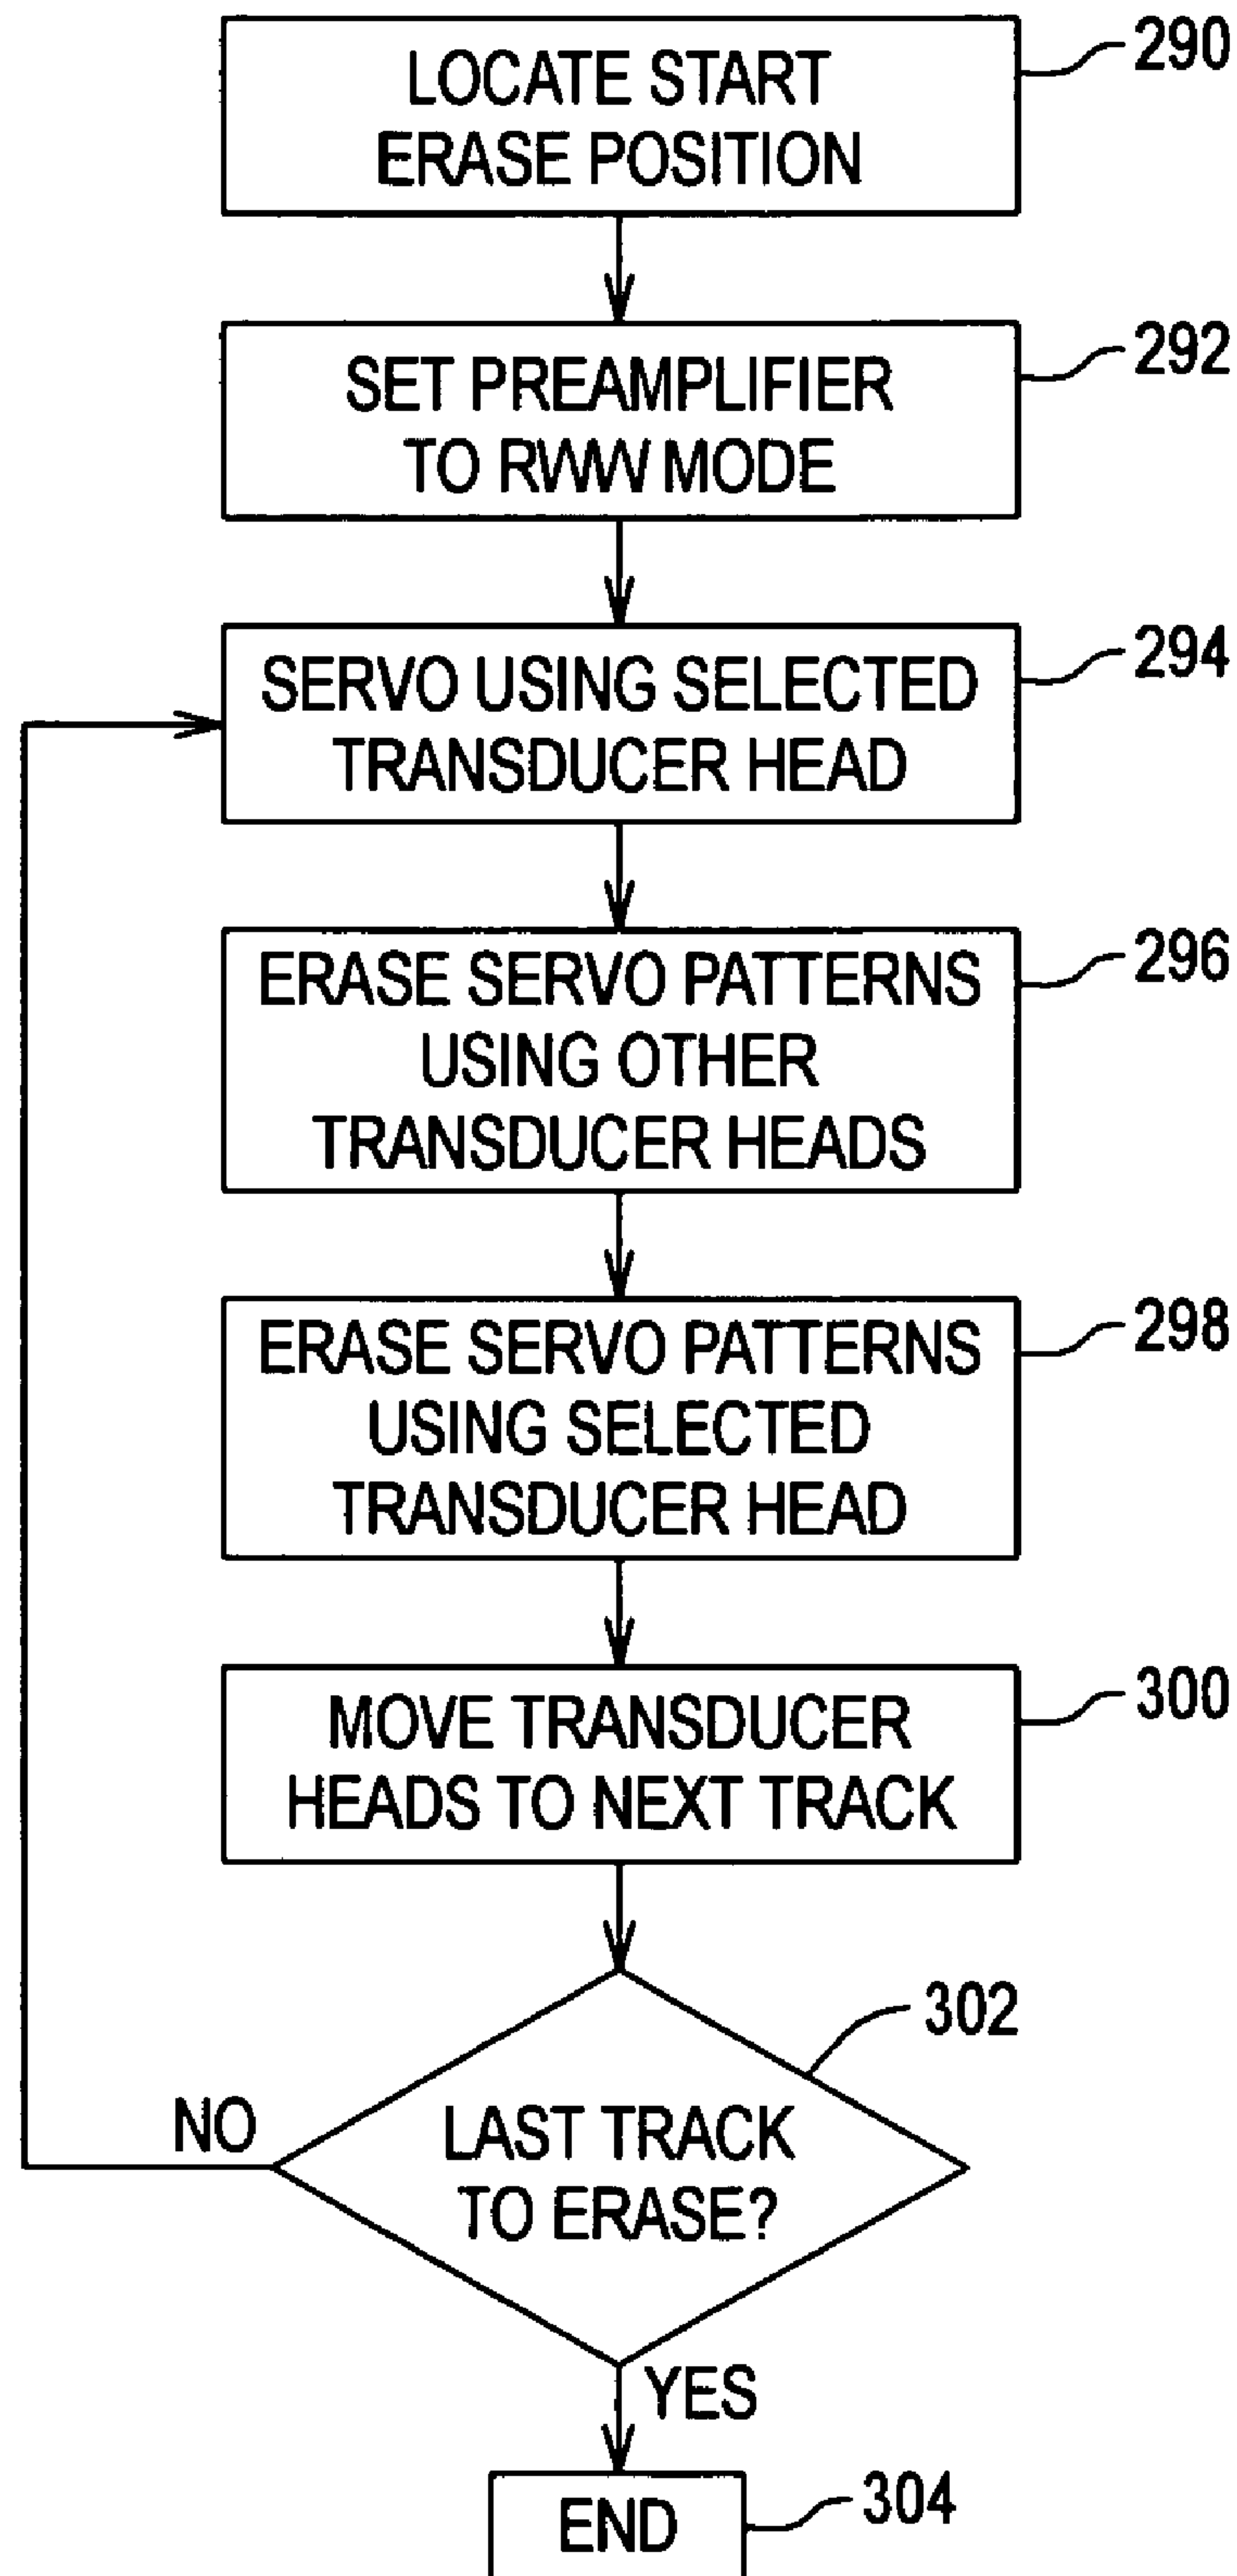 LOCATE START
ERASE POSITION
290
SET PREAMPLIFIER
TO RWW MODE
292
SERVO USING SELECTED
TRANSDUCER HEAD
294
ERASE SERVO PATTERNS
USING OTHER
TRANSDUCER HEADS
296
ERASE SERVO PATTERNS
USING SELECTED
TRANSDUCER HEAD
298
MOVE TRANSDUCER
HEADS TO NEXT TRACK
300
302
LAST TRACK
TO ERASE?
NO
YES
END
304